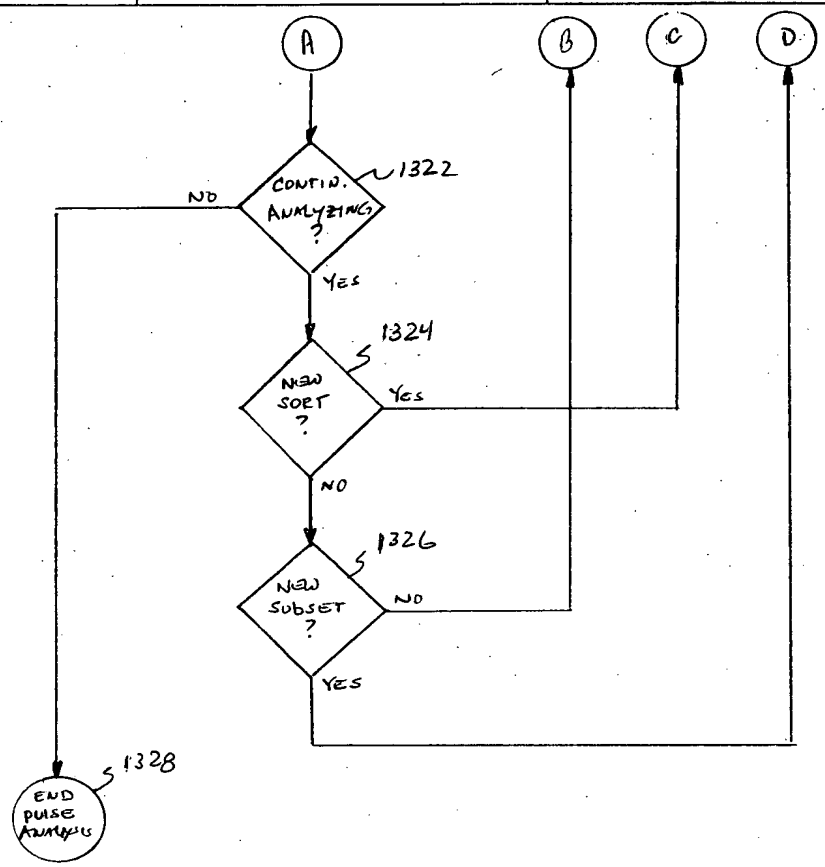 A
B
C
D
1322
NO
CONTIN.
ANALYZING
?
YES
1324
NEW
SORT
?
YES
NO
1326
NEW
SUBSET
?
NO
YES
1328
END
PULSE
ANALYSIS